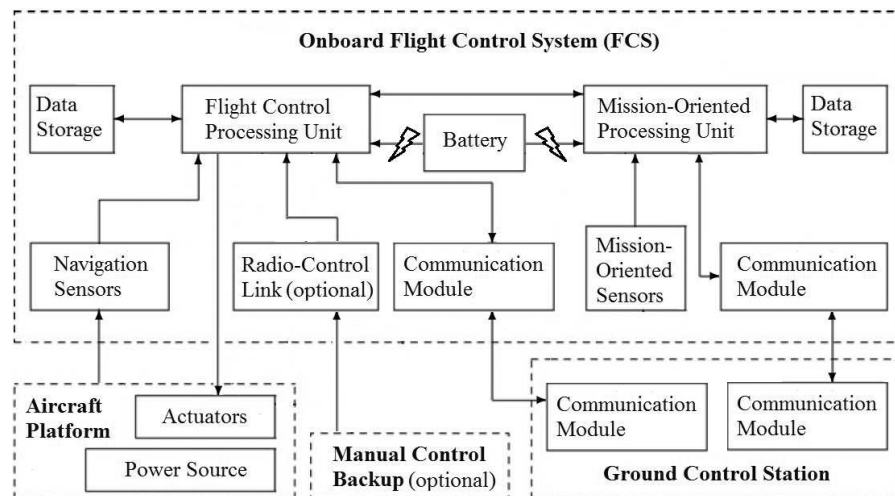 Onboard Flight Control System (FCS)
Data
Storage
Flight Control
Processing Unit
Battery
Mission-Oriented
Processing Unit
Data
Storage
Navigation
Sensors
Radio-Control
Link (optional)
Communication
Module
Mission-
Oriented
Sensors
Communication
Module
Aircraft
Platform
Actuators
Power Source
Manual Control
Backup (optional)
Communication
Module
Communication
Module
Ground Control Station